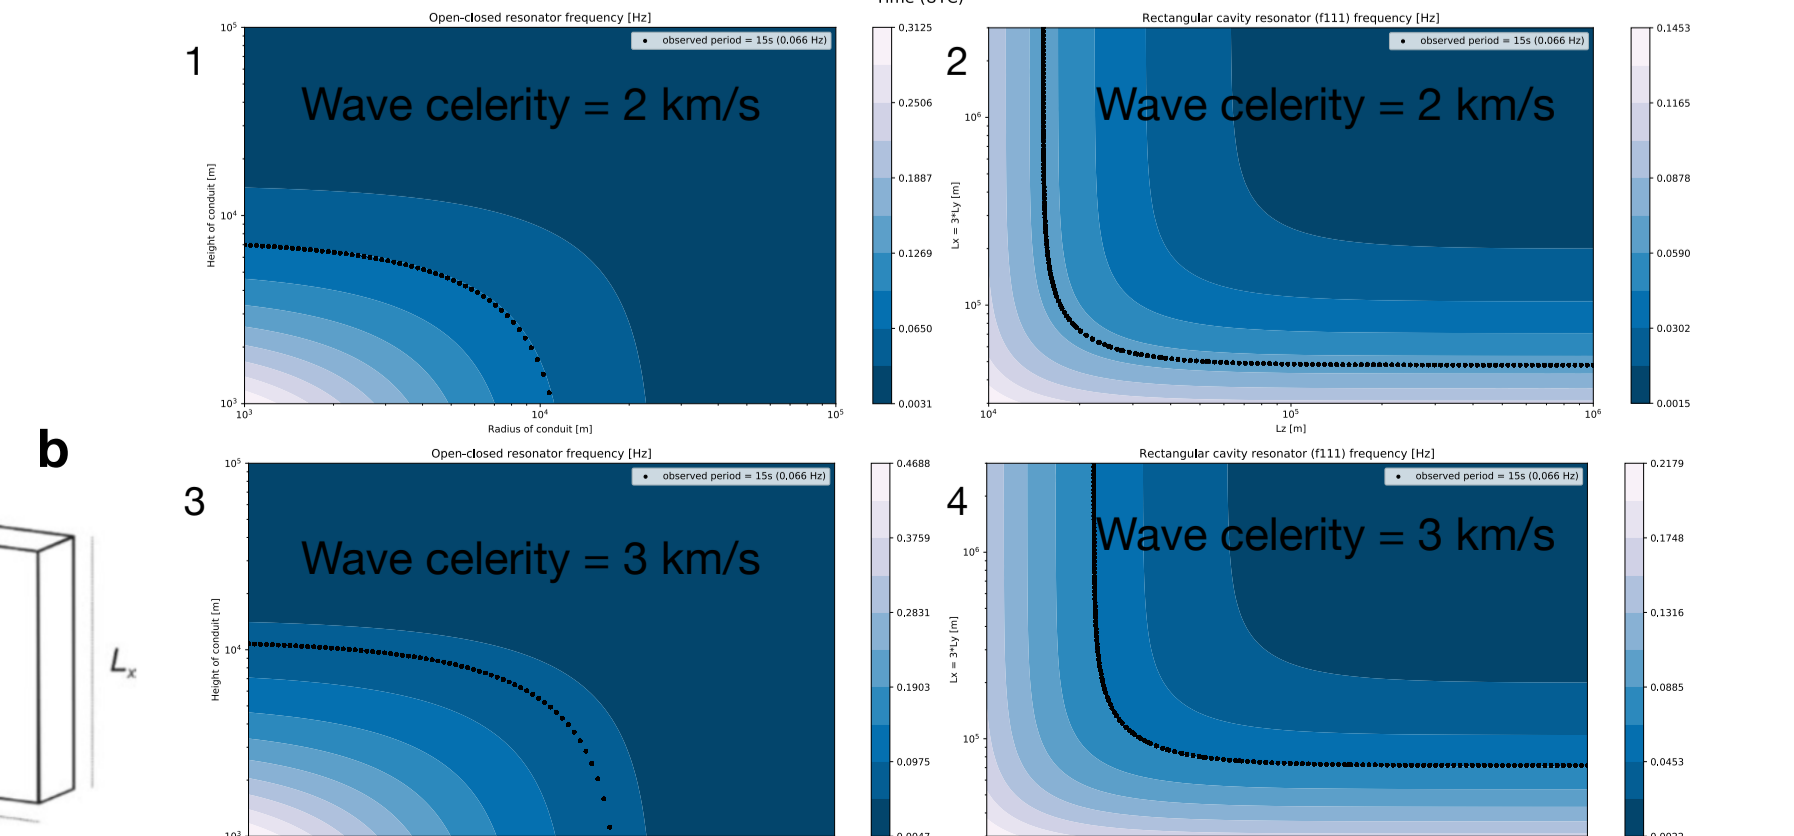 1
Open-closed resonator frequency [Hz]
observed period = 15s (0.066 Hz)
Wave celerity = 2 km/s
Height of conduit [m]
10⁵
10⁴
10³
10³
10⁴
10⁵
Radius of conduit [m]
0.3125
0.2506
0.1887
0.1269
0.0650
0.0031
2
Rectangular cavity resonator (f111) frequency [Hz]
observed period = 15s (0.066 Hz)
Wave celerity = 2 km/s
Lx = 3*Ly [m]
10⁶
10⁵
10⁴
10⁵
10⁶
Lz [m]
0.1453
0.1165
0.0878
0.0590
0.0302
0.0015
b
Lₓ
3
Open-closed resonator frequency [Hz]
observed period = 15s (0,066 Hz)
Wave celerity = 3 km/s
Height of conduit [m]
10⁵
10⁴
0.4688
0.3759
0.2831
0.1903
0.0975
4
Rectangular cavity resonator (f111) frequency [Hz]
observed period = 15s (0.066 Hz)
Wave celerity = 3 km/s
Lx = 3*Ly [m]
10⁶
10⁵
0.2179
0.1748
0.1316
0.0885
0.0453